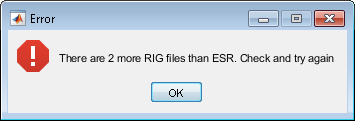 Error
There are 2 more RIG files than ESR. Check and try again
OK